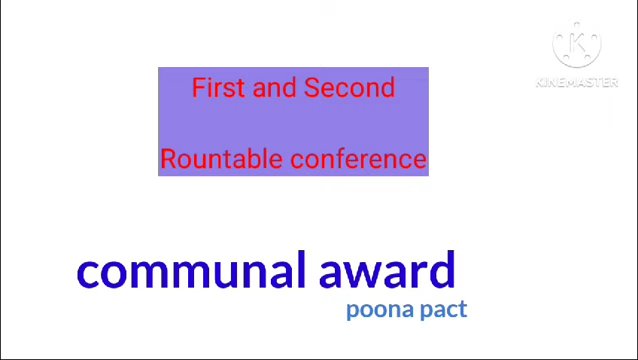 KINEMASTER
First and Second
Rountable conference
communal award
poona pact